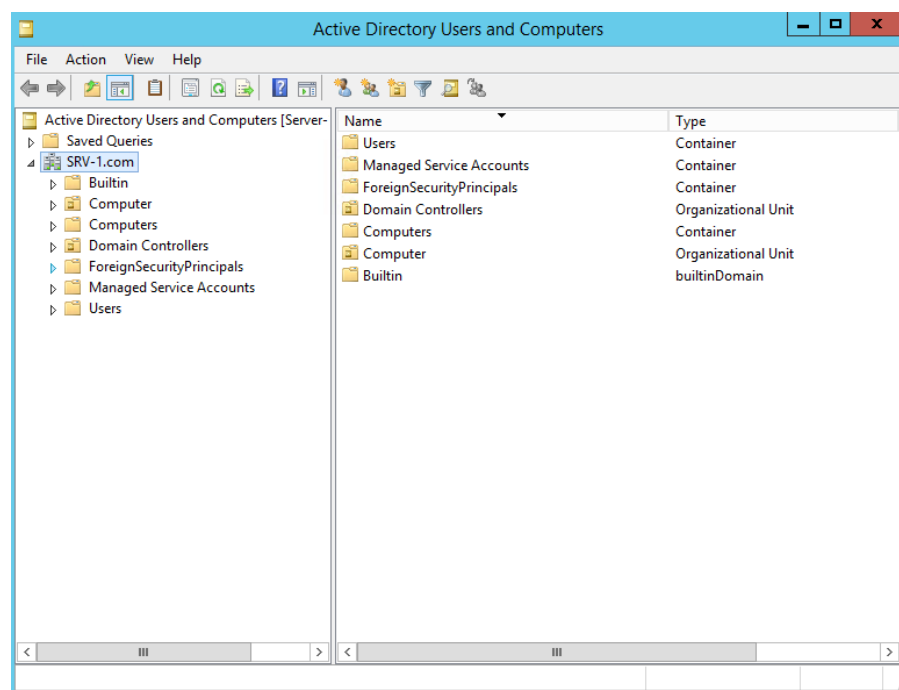 Active Directory Users and Computers
File Action View Help
Active Directory Users and Computers [Server-
Saved Queries
SRV-1.com
Builtin
Computer
Computers
Domain Controllers
ForeignSecurityPrincipals
Managed Service Accounts
Users
Name Type
Users Container
Managed Service Accounts Container
ForeignSecurityPrincipals Container
Domain Controllers Organizational Unit
Computers Container
Computer Organizational Unit
Builtin builtinDomain